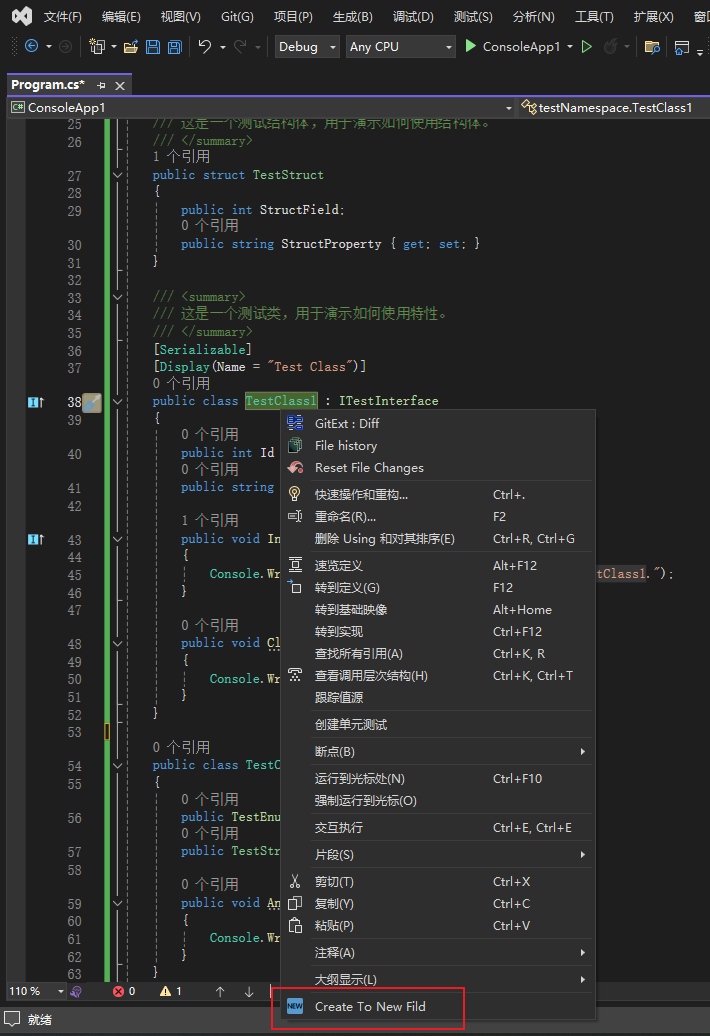 文件(F) 编辑(E) 视图(V) Git(G) 项目(P) 生成(B) 调试(D) 测试(S) 分析(N) 工具(T) 扩展(X) 窗
Debug Any CPU ConsoleApp1
Program.cs*
C# ConsoleApp1 testNamespace.TestClass1
25 /// 这是一个测试结构体，用于演示如何使用结构体。
26 /// </summary>
1 个引用
27 public struct TestStruct
28 {
29 public int StructField;
0 个引用
30 public string StructProperty { get; set; }
31 }
32
33 /// <summary>
34 /// 这是一个测试类，用于演示如何使用特性。
35 /// </summary>
36 [Serializable]
37 [Display(Name = "Test Class")]
0 个引用
38 public class TestClass1 : ITestInterface
39 {
0 个引用
40 public int Id
0 个引用
41 public string
42
1 个引用
43 public void In
44 {
45 Console.Wr tClass1.");
46 }
47
0 个引用
48 public void Cl
49 {
50 Console.Wr
51 }
52 }
53
0 个引用
54 public class TestC
55 {
0 个引用
56 public TestEnu
0 个引用
57 public TestStr
58
0 个引用
59 public void An
60 {
61 Console.Wr
62 }
63 }
GitExt : Diff
File history
Reset File Changes
快速操作和重构... Ctrl+.
重命名(R)... F2
删除 Using 和对其排序(E) Ctrl+R, Ctrl+G
速览定义 Alt+F12
转到定义(G) F12
转到基础映像 Alt+Home
转到实现 Ctrl+F12
查找所有引用(A) Ctrl+K, R
查看调用层次结构(H) Ctrl+K, Ctrl+T
跟踪值源
创建单元测试
断点(B)
运行到光标处(N) Ctrl+F10
强制运行到光标(O)
交互执行 Ctrl+E, Ctrl+E
片段(S)
剪切(T) Ctrl+X
复制(Y) Ctrl+C
粘贴(P) Ctrl+V
注释(A)
大纲显示(L)
NEW Create To New Fild
110 % 0 1
就绪